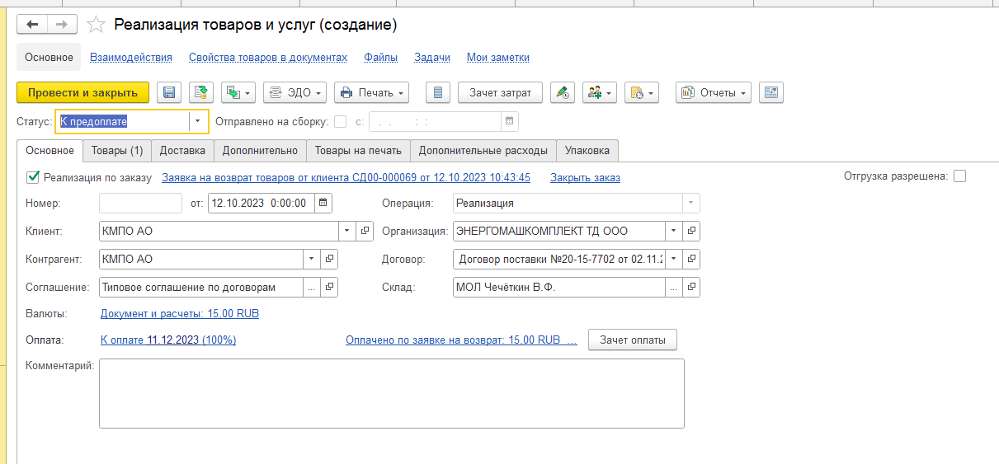 Реализация товаров и услуг (создание)
Основное Взаимодействия Свойства товаров в документах Файлы Задачи Мои заметки
Провести и закрыть ЭДО Печать Зачет затрат Отчеты
Статус: К предоплате Отправлено на сборку: с: . . : :
Основное Товары (1) Доставка Дополнительно Товары на печать Дополнительные расходы Упаковка
Реализация по заказу Заявка на возврат товаров от клиента СД00-000069 от 12.10.2023 10:43:45 Закрыть заказ Отгрузка разрешена:
Номер: от: 12.10.2023 0:00:00 Операция: Реализация
Клиент: КМПО АО Организация: ЭНЕРГОМАШКОМПЛЕКТ ТД ООО
Контрагент: КМПО АО Договор: Договор поставки №20-15-7702 от 02.11.2
Соглашение: Типовое соглашение по договорам ... Склад: МОЛ Чечёткин В.Ф. ...
Валюты: Документ и расчеты: 15,00 RUB
Оплата: К оплате 11.12.2023 (100%) Оплачено по заявке на возврат: 15,00 RUB ... Зачет оплаты
Комментарий: